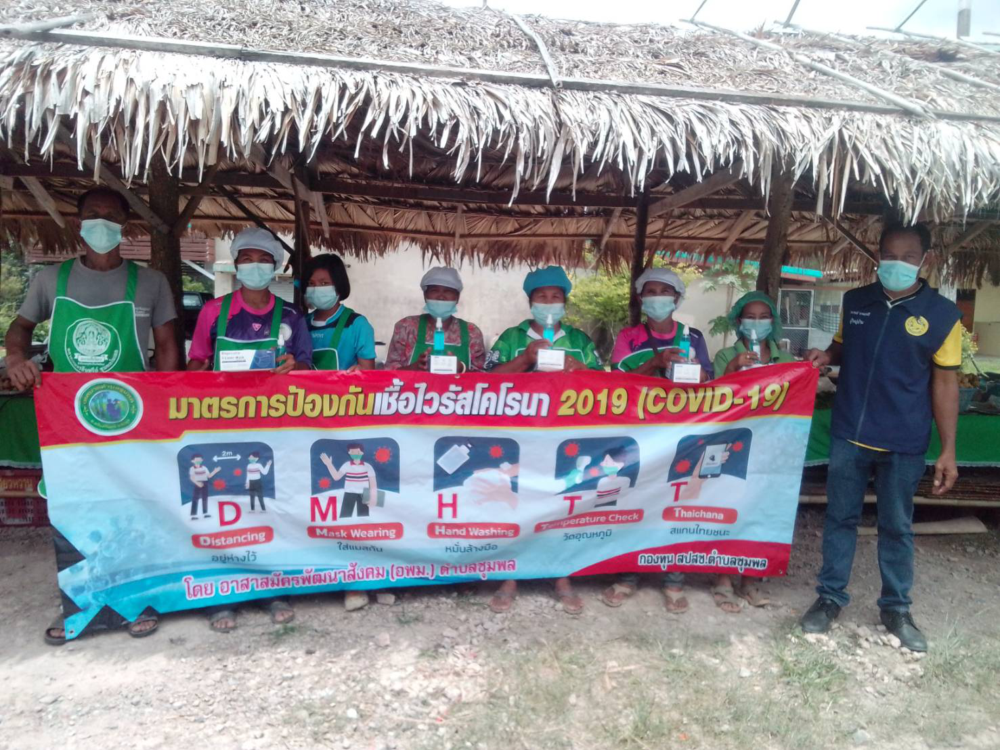 มาตรการป้องกันเชื้อไวรัสโคโรนา 2019 (COVID-19)
2m
D
M
H
T
T
Distancing
Mask Wearing
Hand Washing
Temperature Check
Thaichana
อยู่ห่างไว้
ใส่แมสกัน
หมั่นล้างมือ
วัดอุณหภูมิ
สแกนไทยชนะ
โดย อาสาสมัครพัฒนาสังคม (อพม.) ตำบลชุมพล
กองทุน สปสช.ตำบลชุมพล